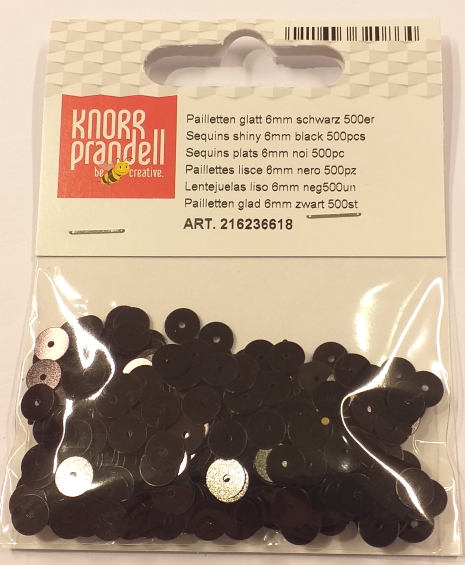 KNORR
prandell
be creative.
Pailletten glatt 6mm schwarz 500er
Sequins shiny 6mm black 500pcs
Sequins plats 6mm noi 500pc
Paillettes lisce 6mm nero 500pz
Lentejuelas liso 6mm neg500un
Pailletten glad 6mm zwart 500st
ART. 216236618